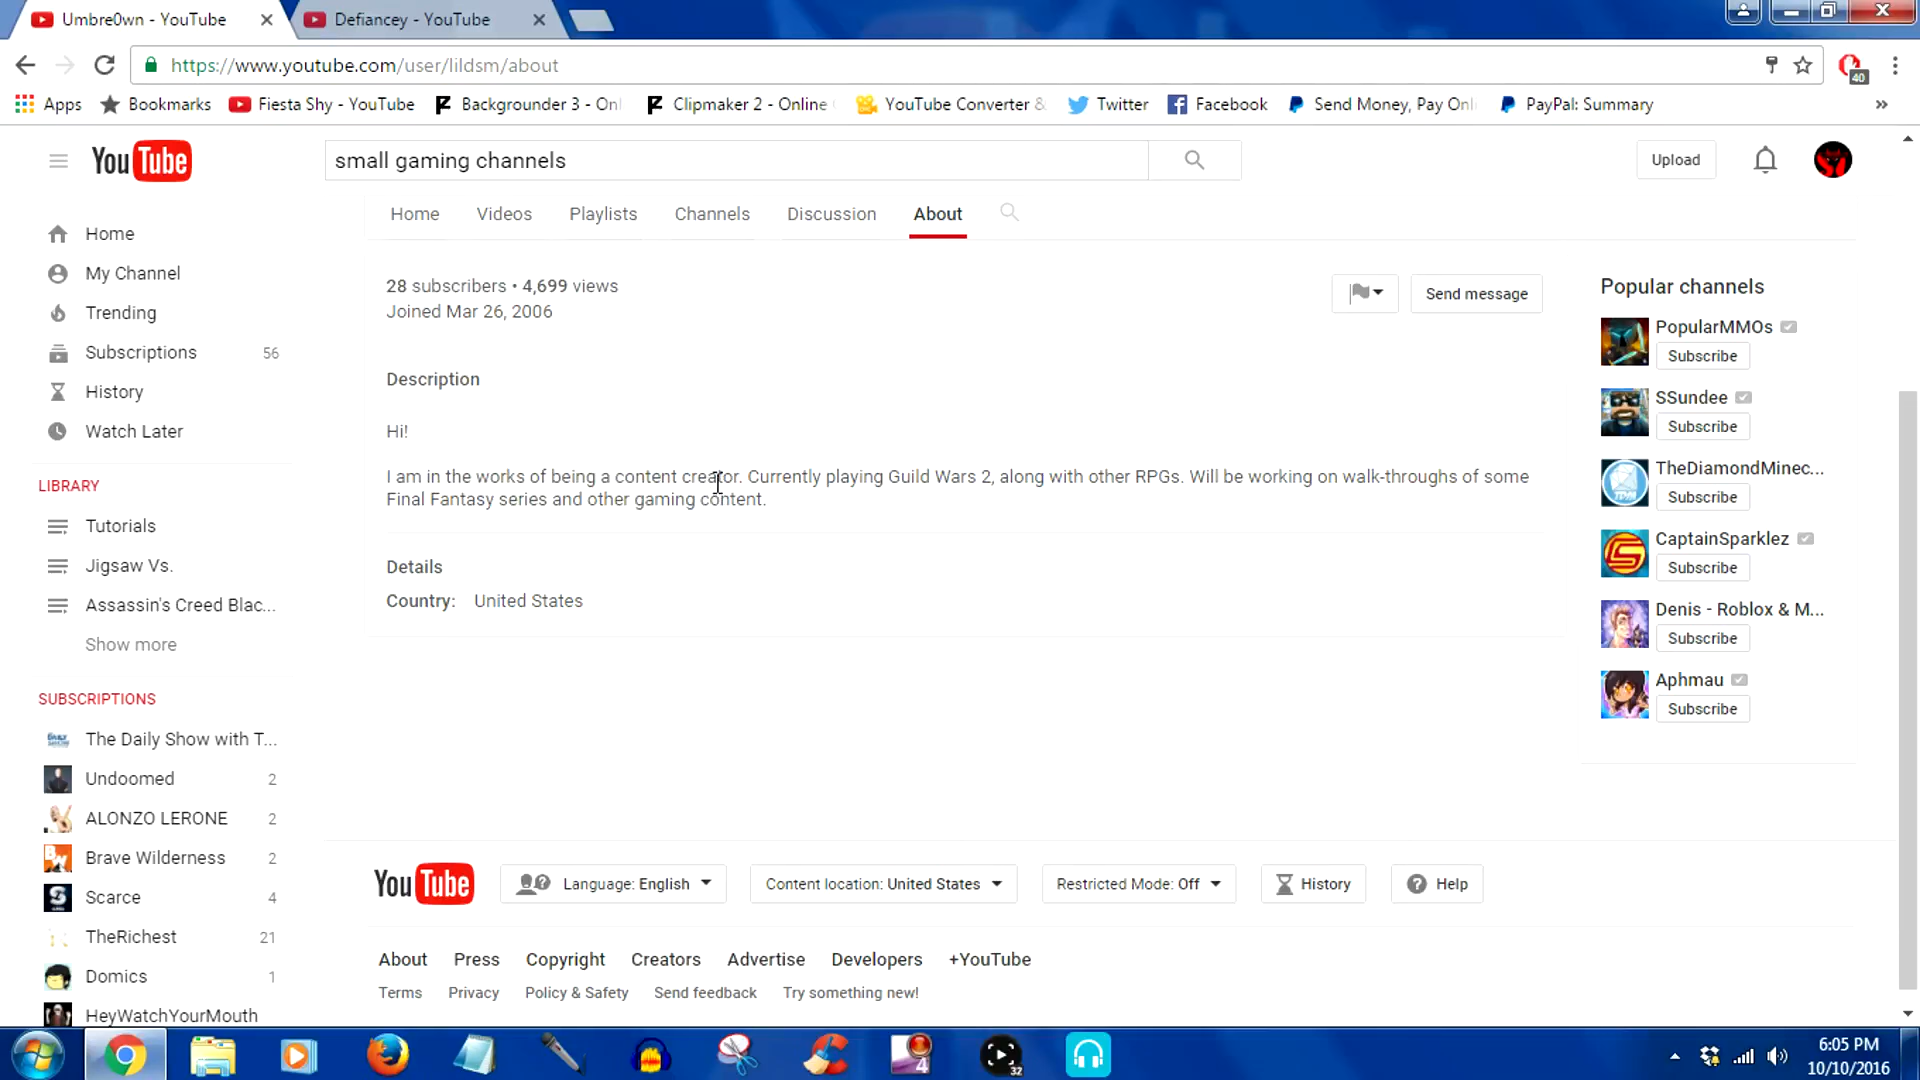 Umbre0wn - YouTube
Defiancey - YouTube
https://www.youtube.com/user/lildsm/about
40
Apps
Bookmarks
Fiesta Shy - YouTube
Backgrounder 3 - Onl
Clipmaker 2 - Online
YouTube Converter &
Twitter
Facebook
Send Money, Pay Onli
PayPal: Summary
YouTube
small gaming channels
Upload
Home
Videos
Playlists
Channels
Discussion
About
Home
My Channel
Trending
Subscriptions 56
History
Watch Later
LIBRARY
Tutorials
Jigsaw Vs.
Assassin's Creed Blac...
Show more
SUBSCRIPTIONS
The Daily Show with T...
Undoomed 2
ALONZO LERONE 2
Brave Wilderness 2
Scarce 4
TheRichest 21
Domics 1
HeyWatchYourMouth
28 subscribers • 4,699 views
Joined Mar 26, 2006
Send message
Description
Hi!
I am in the works of being a content creator. Currently playing Guild Wars 2, along with other RPGs. Will be working on walk-throughs of some
Final Fantasy series and other gaming content.
Details
Country: United States
Popular channels
PopularMMOs
Subscribe
SSundee
Subscribe
TheDiamondMinec...
Subscribe
CaptainSparklez
Subscribe
Denis - Roblox & M...
Subscribe
Aphmau
Subscribe
YouTube
Language: English
Content location: United States
Restricted Mode: Off
History
Help
About
Press
Copyright
Creators
Advertise
Developers
+YouTube
Terms
Privacy
Policy & Safety
Send feedback
Try something new!
4
32
6:05 PM
10/10/2016